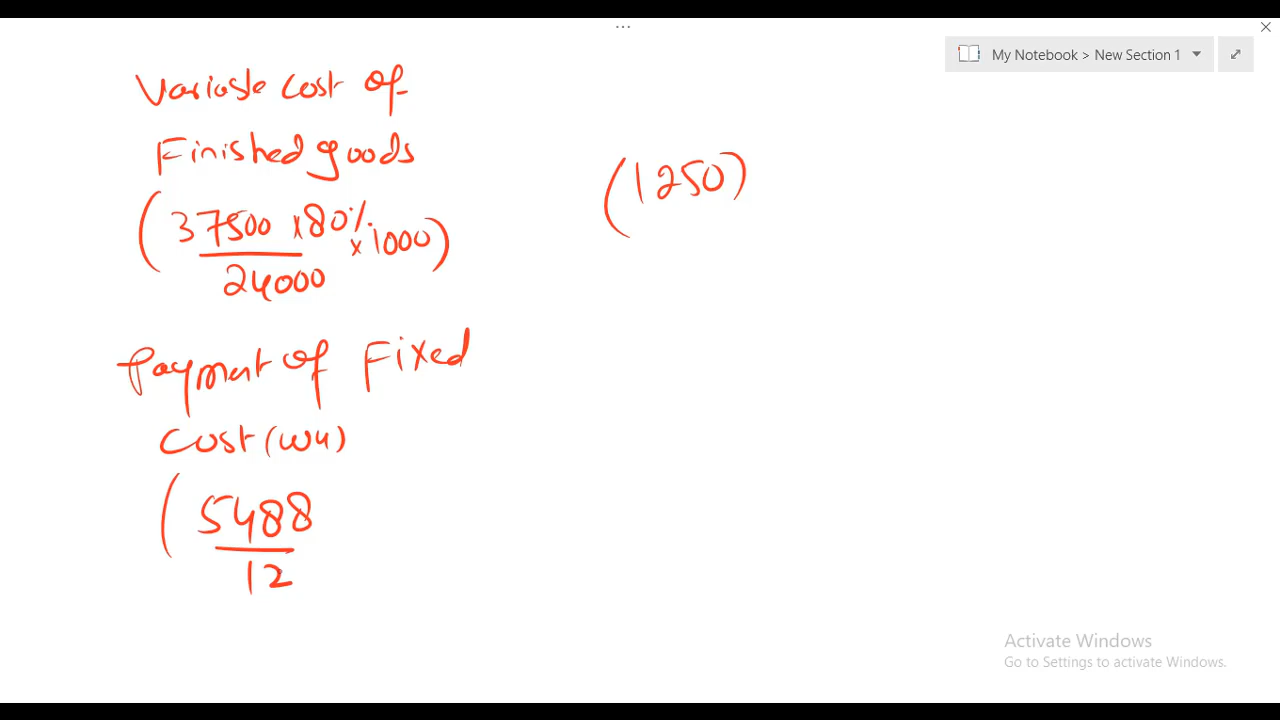 ...
My Notebook > New Section 1
Variable Cost of
Finished goods
(1250)
(37500 x 80% x 1000)
24000
Payment of Fixed
Cost (W4)
(5488
12
Activate Windows
Go to Settings to activate Windows.